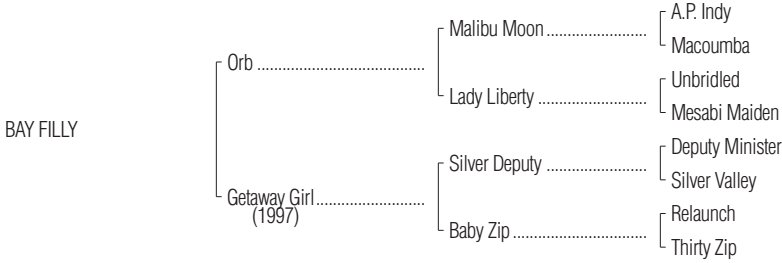 A.P. Indy
Malibu Moon ........................
Macoumba
Orb ........................................
Unbridled
Lady Liberty ..........................
Mesabi Maiden
BAY FILLY
Deputy Minister
Silver Deputy ........................
Silver Valley
Getaway Girl ..........................
(1997)
Relaunch
Baby Zip ................................
Thirty Zip